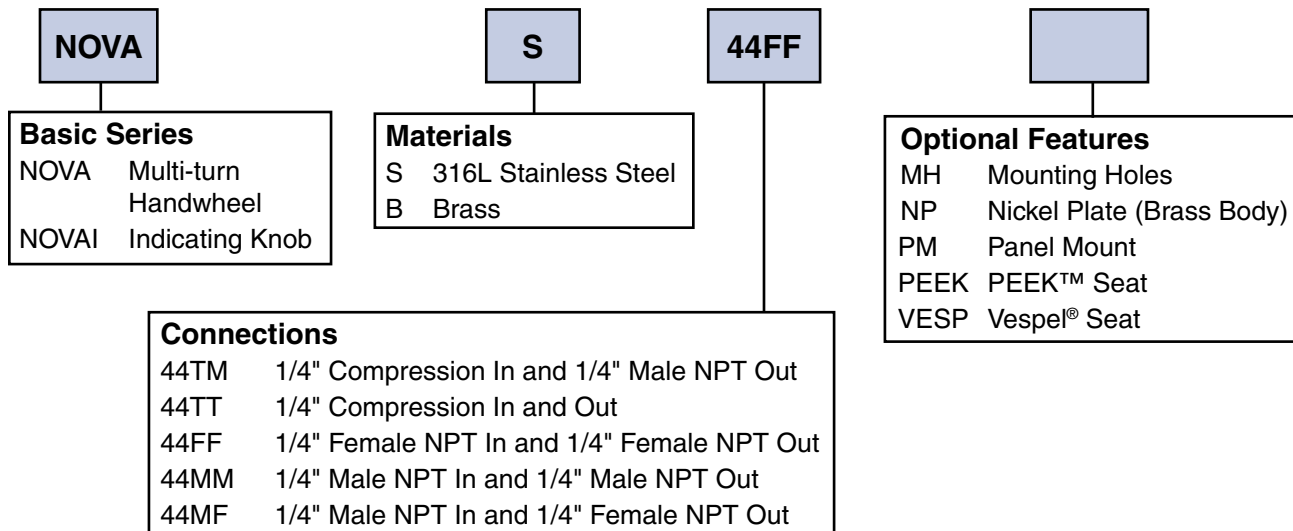 NOVA
S
44FF
Basic Series
NOVA Multi-turn
Handwheel
NOVAI Indicating Knob
Materials
S 316L Stainless Steel
B Brass
Optional Features
MH Mounting Holes
NP Nickel Plate (Brass Body)
PM Panel Mount
PEEK PEEK™ Seat
VESP Vespel® Seat
Connections
44TM 1/4" Compression In and 1/4" Male NPT Out
44TT 1/4" Compression In and Out
44FF 1/4" Female NPT In and 1/4" Female NPT Out
44MM 1/4" Male NPT In and 1/4" Male NPT Out
44MF 1/4" Male NPT In and 1/4" Female NPT Out